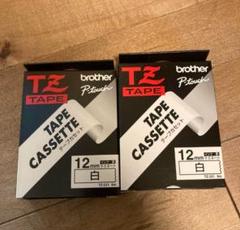 TZ
TAPE
brother
P-touch
TAPE
CASSETTE
テープカセット
12mm
白
TZ
TAPE
brother
P-touch
TAPE
CASSETTE
テープカセット
12mm
白